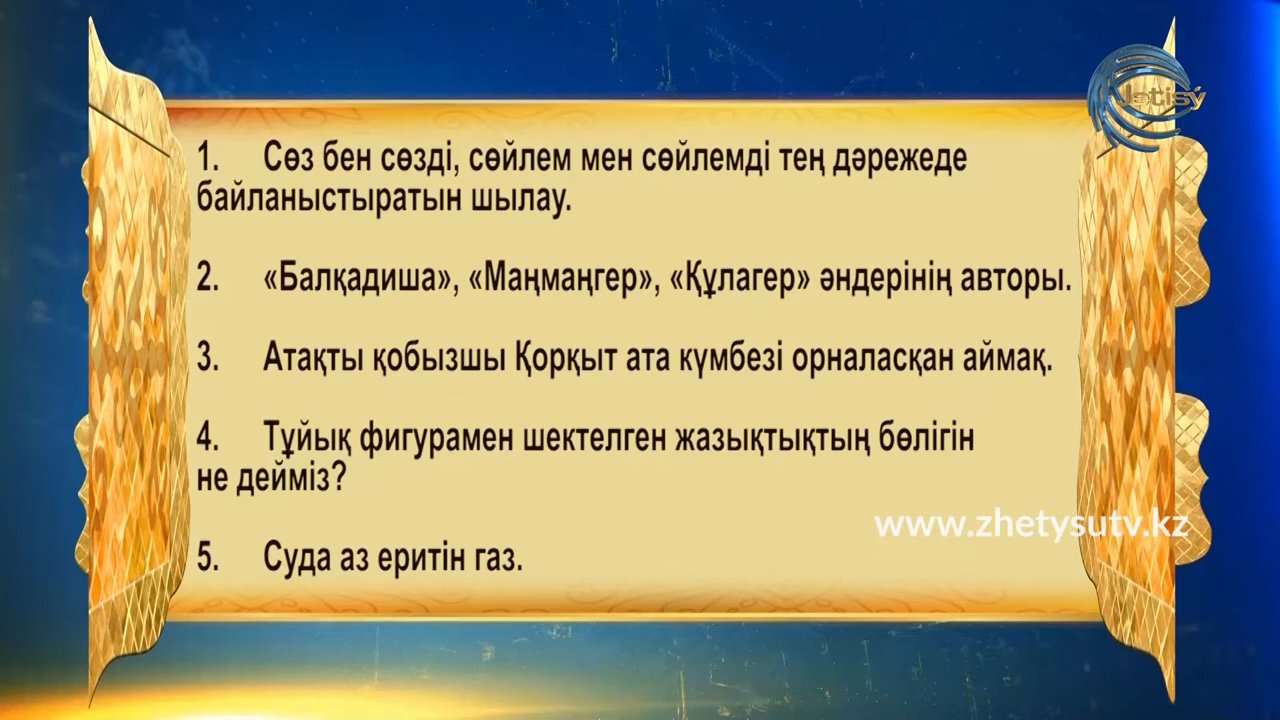 Jetisý
1. Сөз бен сөзді, сөйлем мен сөйлемді тең дәрежеде
байланыстыратын шылау.
2. «Балқадиша», «Маңмаңгер», «Құлагер» әндерінің авторы.
3. Атақты қобызшы Қорқыт ата күмбезі орналасқан аймақ.
4. Тұйық фигурамен шектелген жазықтықтың бөлігін
не дейміз?
www.zhetysutv.kz
5. Суда аз еритін газ.